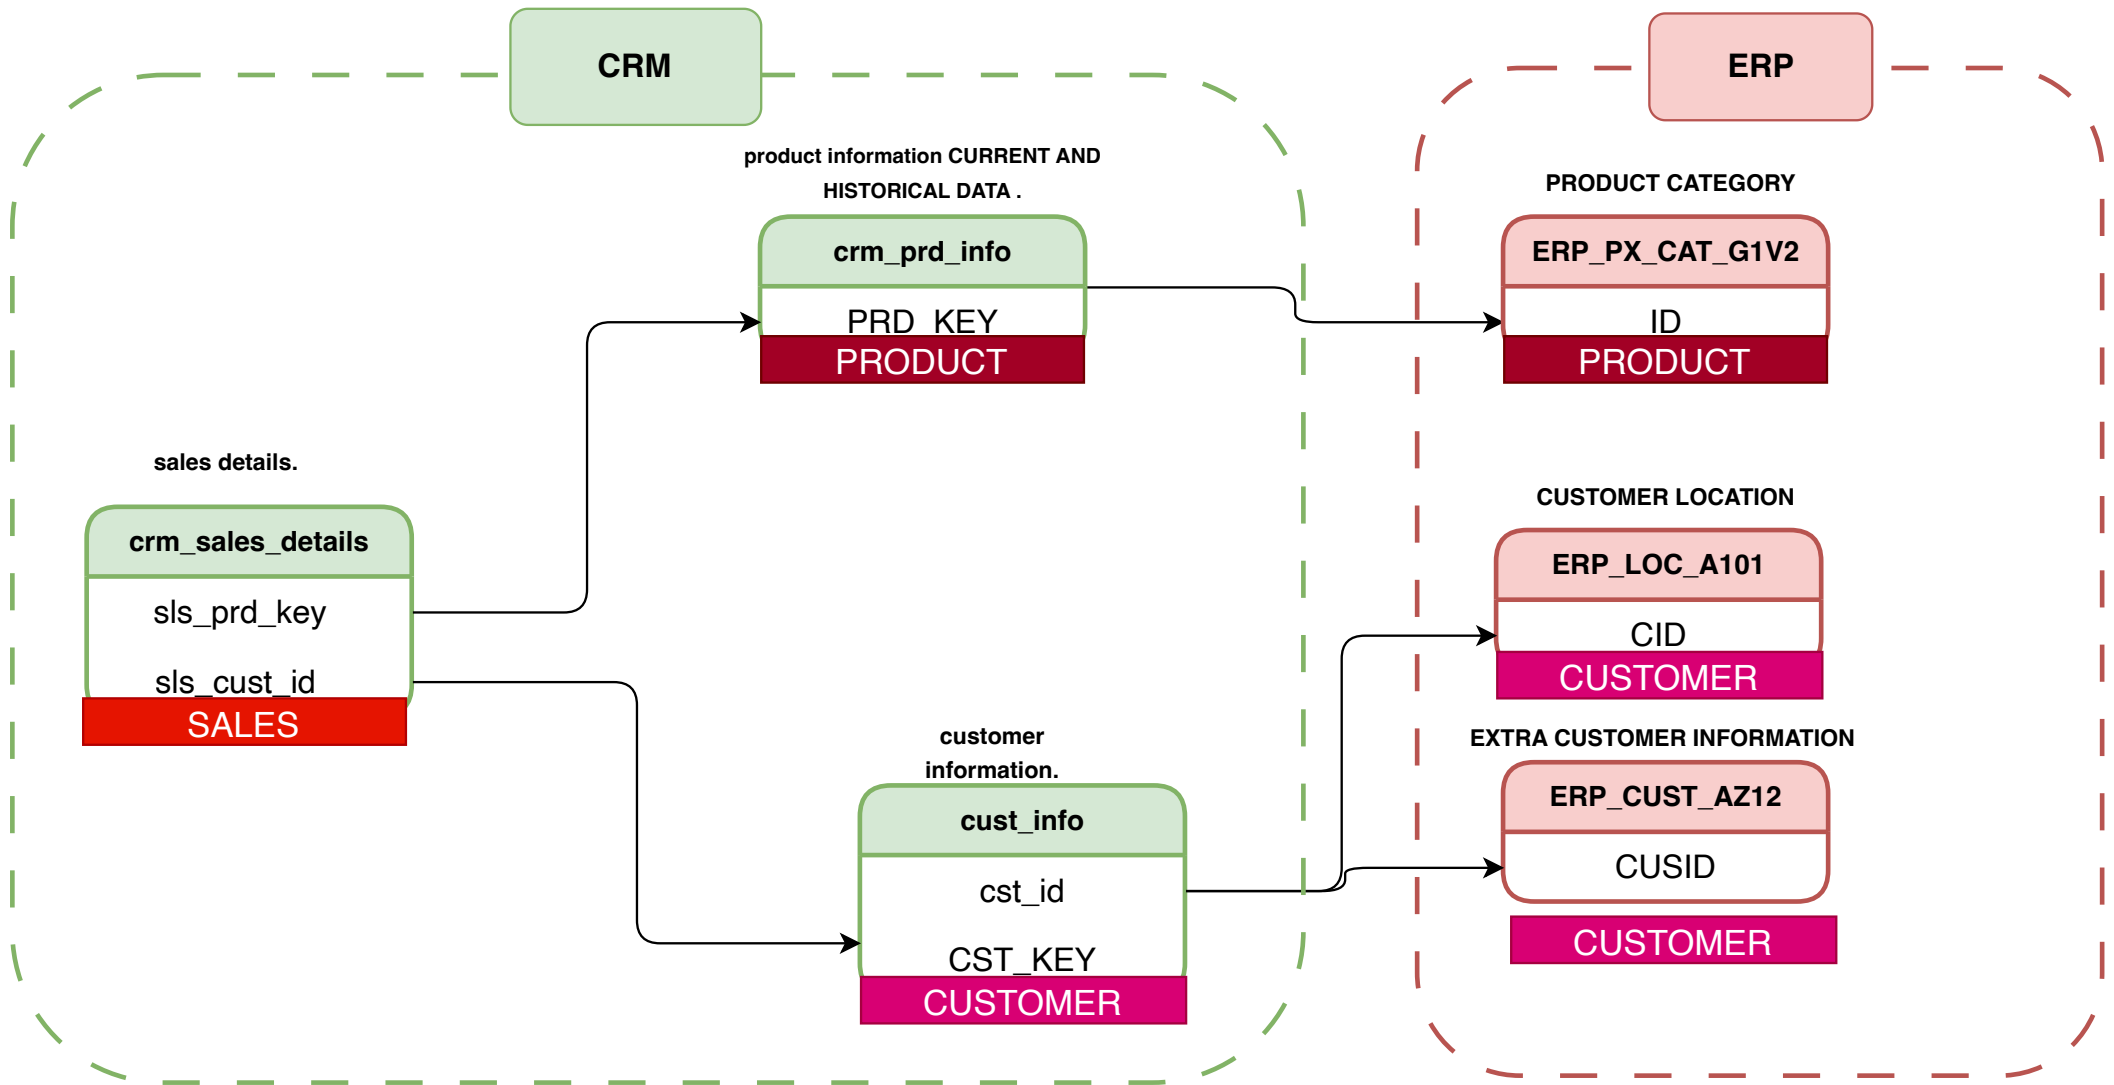 CRM
ERP
product information CURRENT AND
HISTORICAL DATA .
crm_prd_info
PRD_KEY
PRODUCT
PRODUCT CATEGORY
ERP_PX_CAT_G1V2
ID
PRODUCT
sales details.
crm_sales_details
sls_prd_key
sls_cust_id
SALES
CUSTOMER LOCATION
ERP_LOC_A101
CID
CUSTOMER
customer
information.
cust_info
cst_id
CST_KEY
CUSTOMER
EXTRA CUSTOMER INFORMATION
ERP_CUST_AZ12
CUSID
CUSTOMER